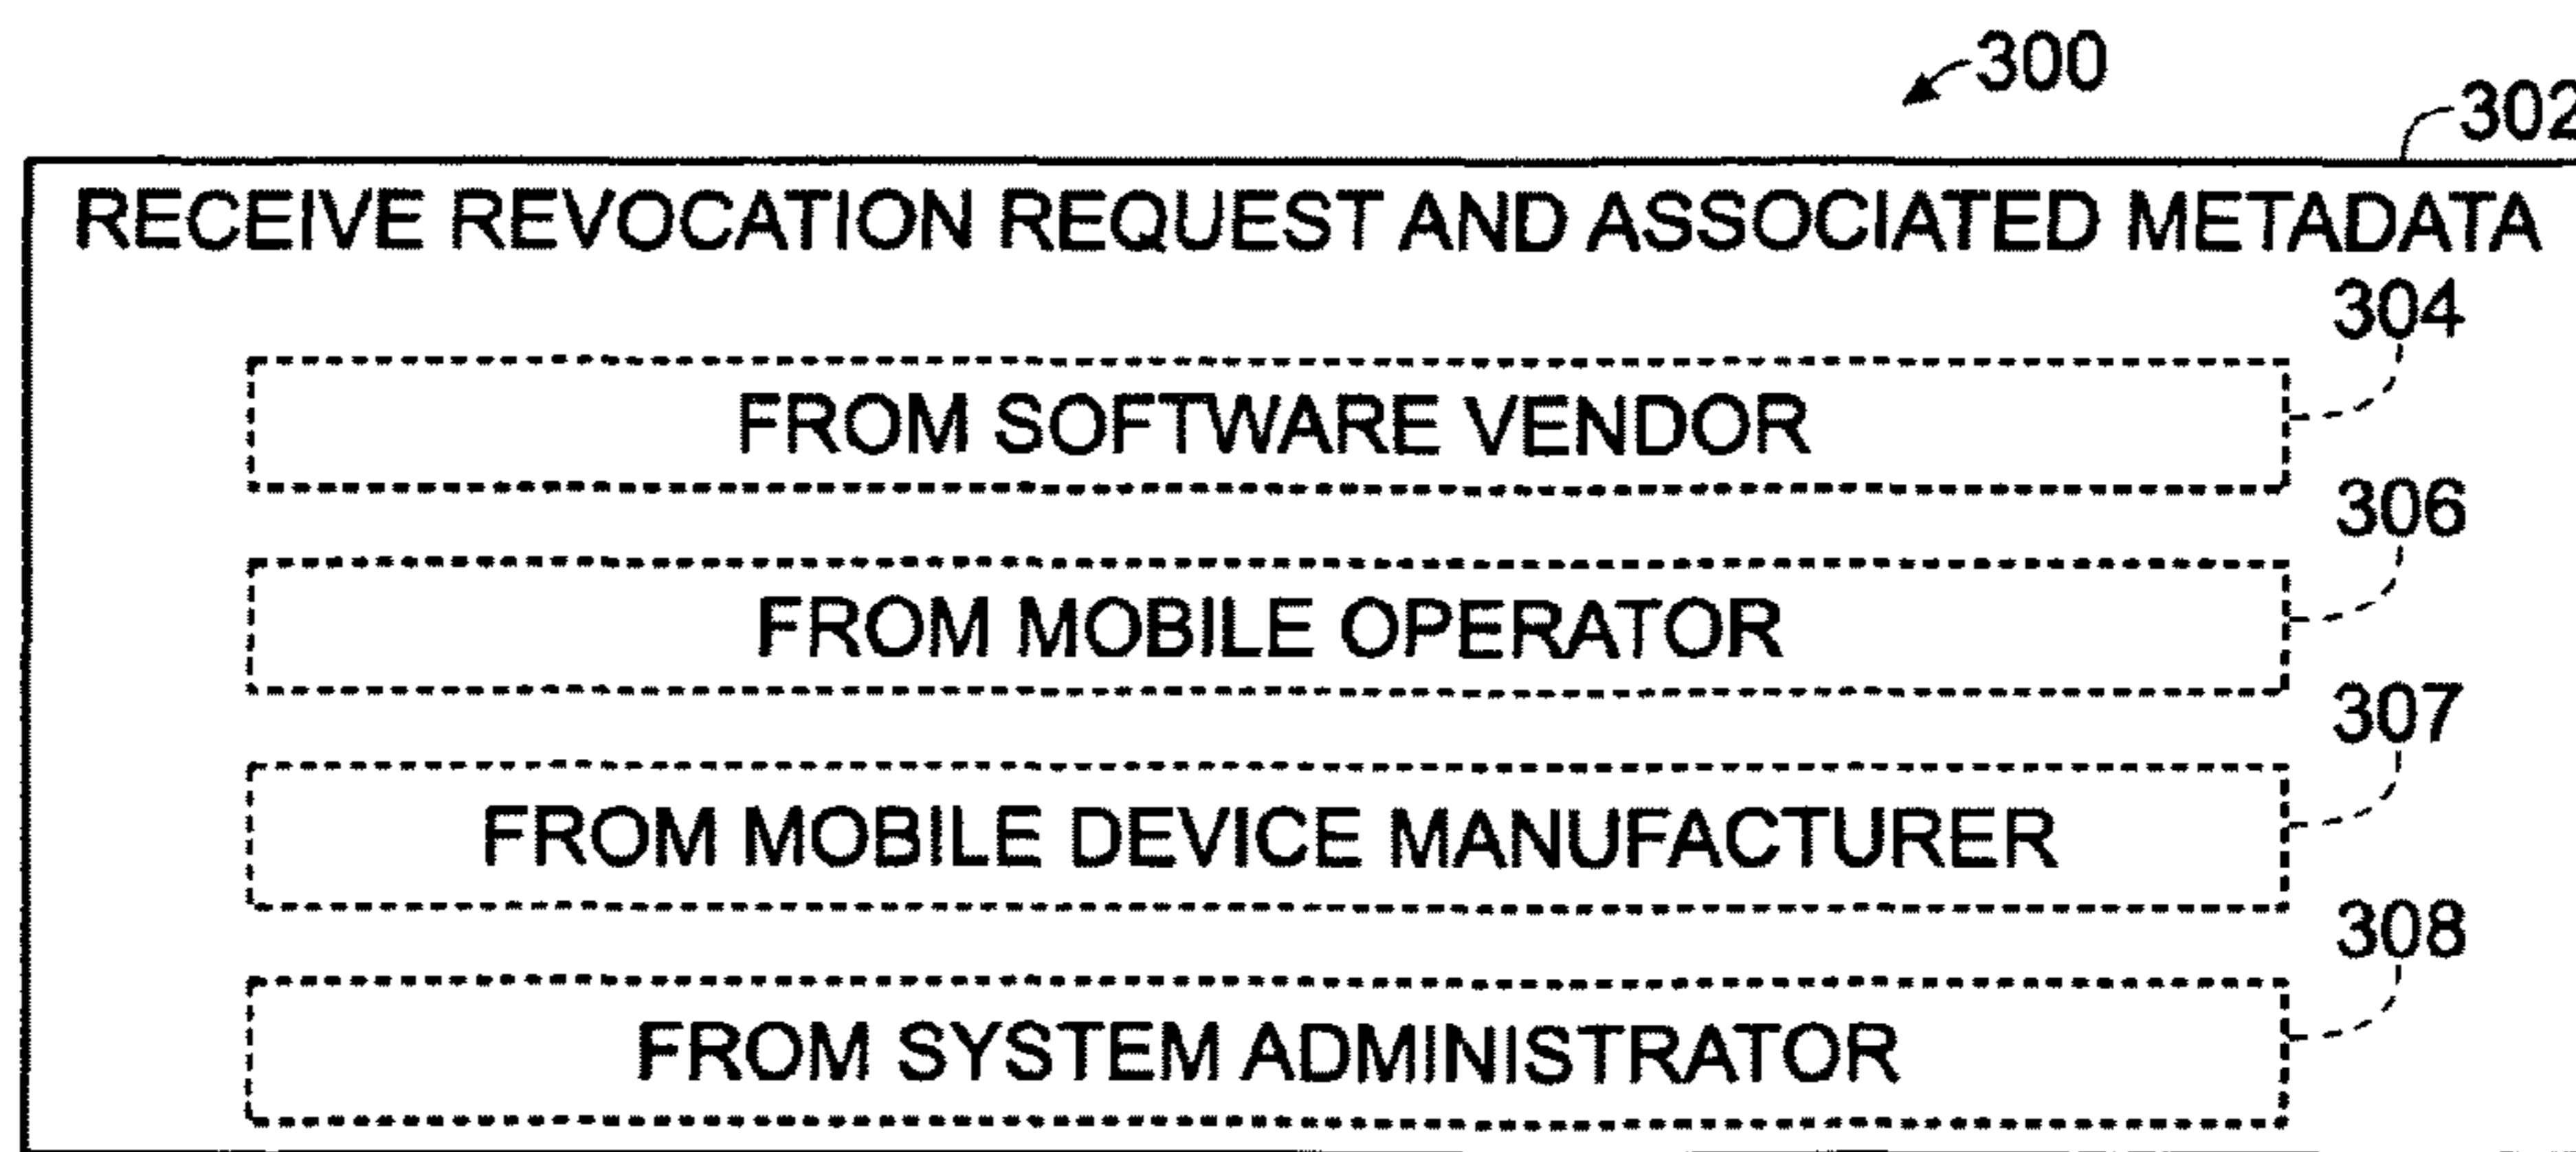 300
302
RECEIVE REVOCATION REQUEST AND ASSOCIATED METADATA
304
FROM SOFTWARE VENDOR
306
FROM MOBILE OPERATOR
307
FROM MOBILE DEVICE MANUFACTURER
308
FROM SYSTEM ADMINISTRATOR